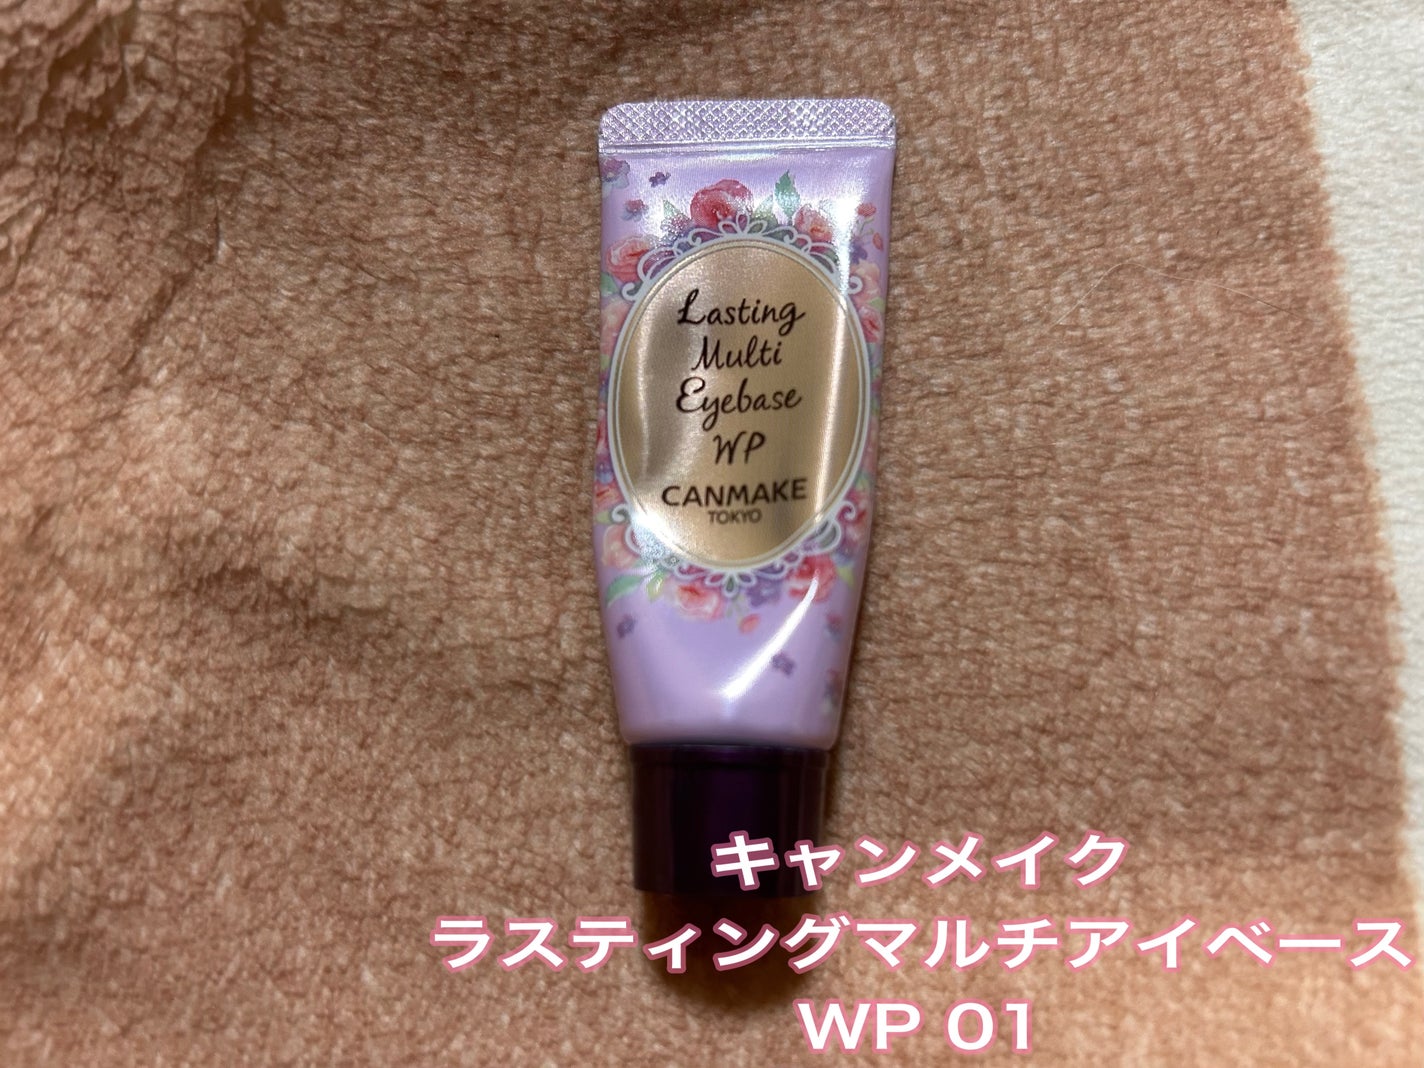 Lasting
Multi
Eyebase
WP
CANMAKE
TOKYO
キャンメイク
ラスティングマルチアイベース
WP 01